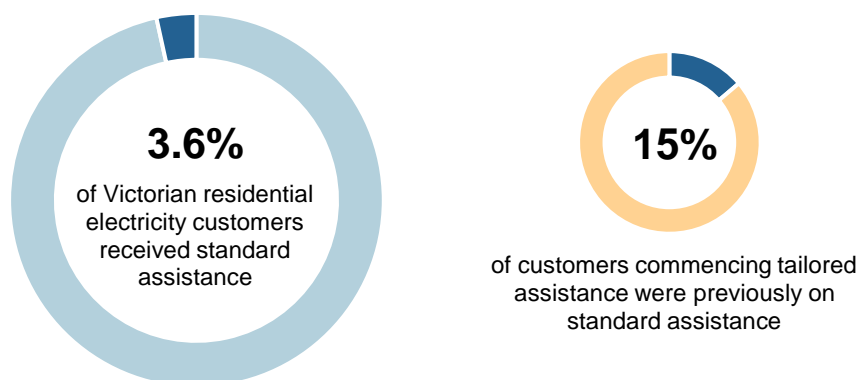 3.6%
of Victorian residential
electricity customers
received standard
assistance
15%
of customers commencing tailored
assistance were previously on
standard assistance